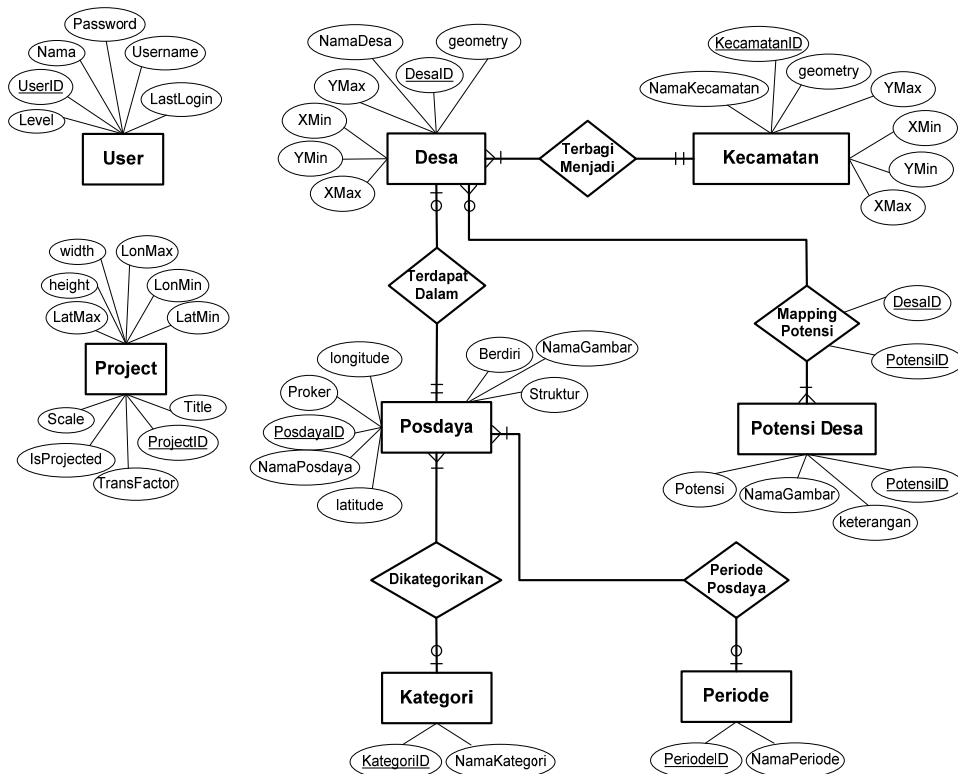 Password
Nama
Username
UserID
LastLogin
Level
User
NamaDesa
geometry
DesaID
YMax
XMin
YMin
XMax
Desa
Terbagi
Menjadi
KecamatanID
geometry
NamaKecamatan
YMax
XMin
YMin
XMax
Kecamatan
width
LonMax
height
LonMin
LatMax
LatMin
Project
Scale
Title
IsProjected
ProjectID
TransFactor
Terdapat
Dalam
Mapping
Potensi
DesaID
PotensiID
longitude
Berdiri
NamaGambar
Proker
Struktur
PosdayaID
NamaPosdaya
latitude
Posdaya
Potensi Desa
Potensi
NamaGambar
PotensiID
keterangan
Dikategorikan
Periode
Posdaya
Kategori
KategoriID
NamaKategori
Periode
PeriodeID
NamaPeriode